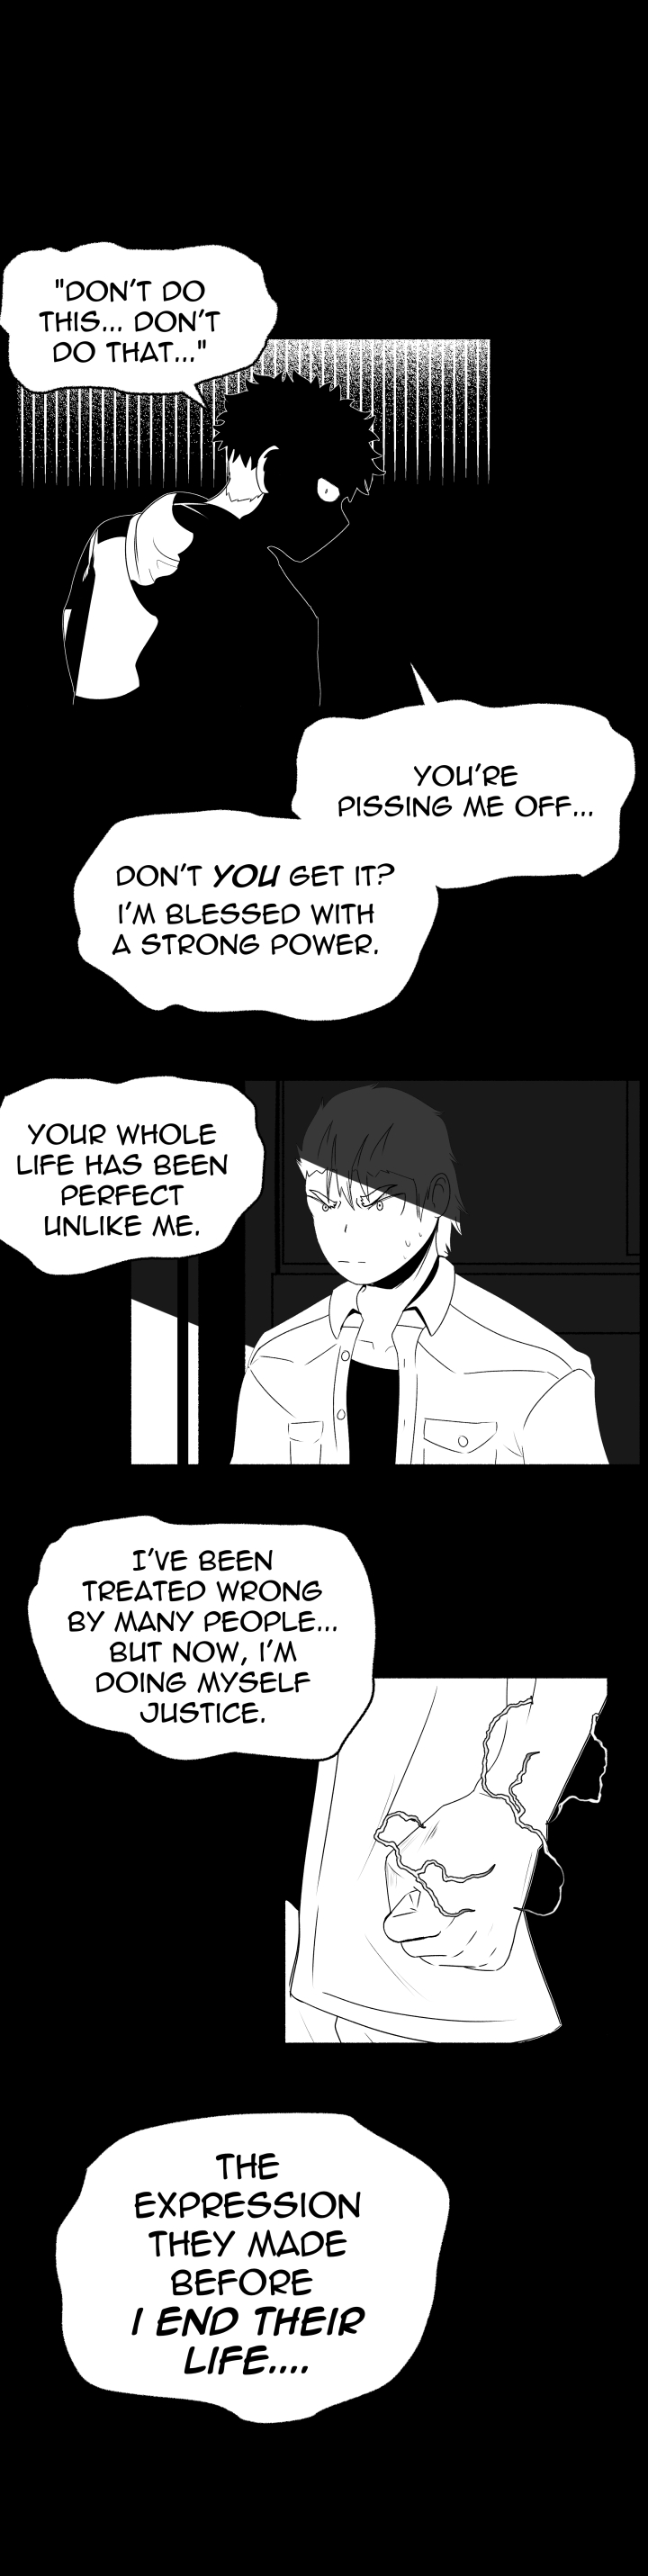 "DON'T DO
THIS... DON'T
DO THAT..."
YOU'RE
PISSING ME OFF...
DON'T YOU GET IT?
I'M BLESSED WITH
A STRONG POWER.
YOUR WHOLE
LIFE HAS BEEN
PERFECT
UNLIKE ME.
I'VE BEEN
TREATED WRONG
BY MANY PEOPLE...
BUT NOW, I'M
DOING MYSELF
JUSTICE.
THE
EXPRESSION
THEY MADE
BEFORE
I END THEIR
LIFE....